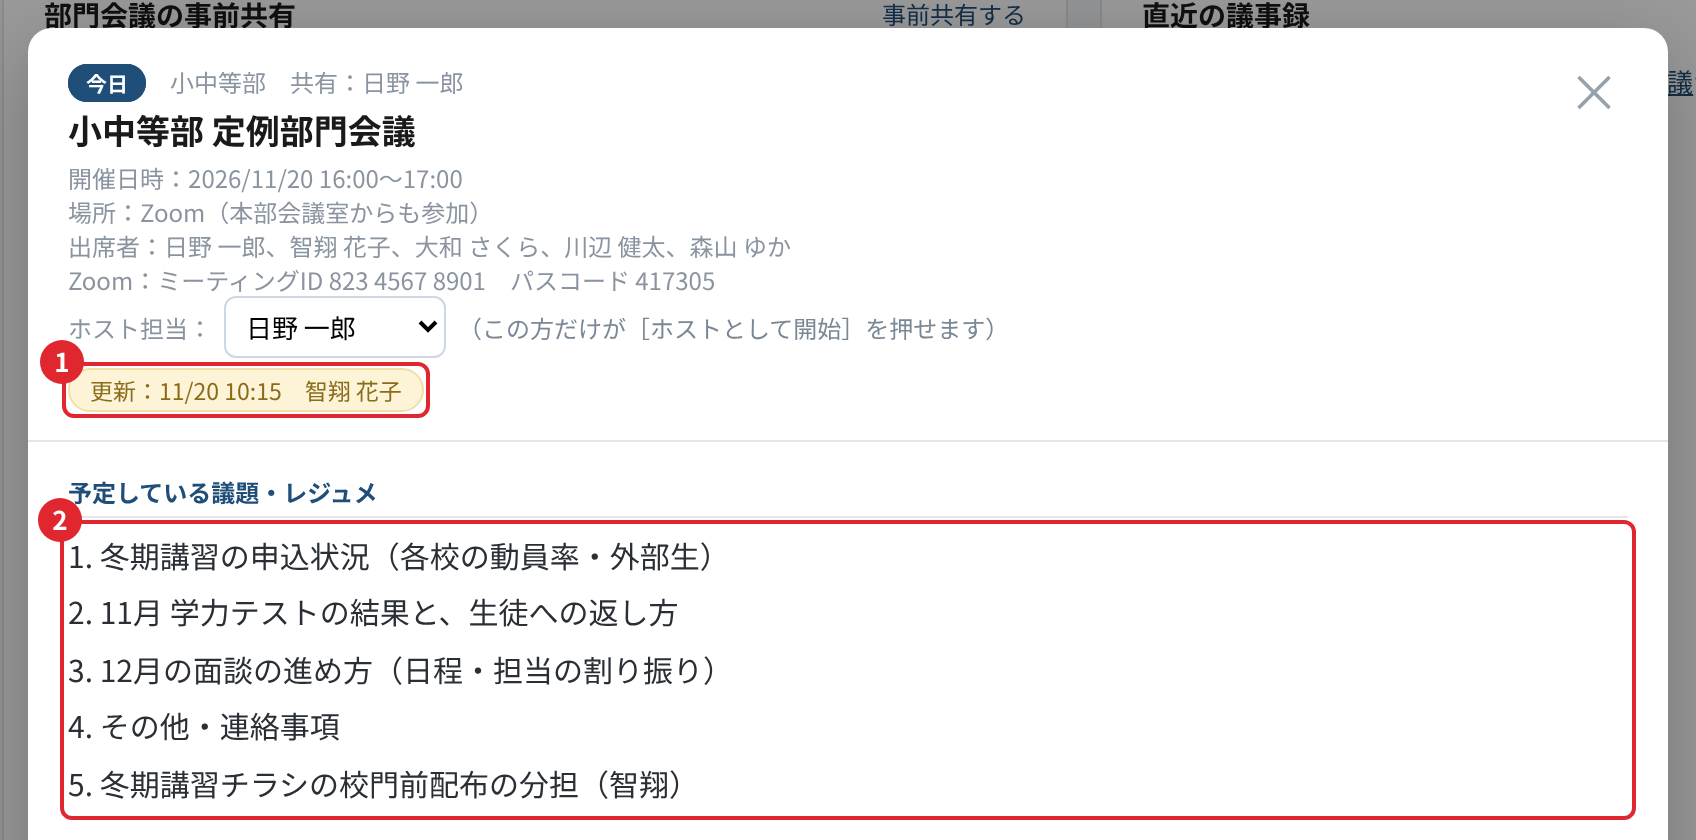 部門会議の事前共有 事前共有する 直近の議事録
議
今日 小中等部 共有：日野 一郎
小中等部 定例部門会議
開催日時：2026/11/20 16:00〜17:00
場所：Zoom（本部会議室からも参加）
出席者：日野 一郎、智翔 花子、大和 さくら、川辺 健太、森山 ゆか
Zoom：ミーティングID 823 4567 8901 パスコード 417305
ホスト担当： 日野 一郎 （この方だけが［ホストとして開始］を押せます）
1
更新：11/20 10:15 智翔 花子
予定している議題・レジュメ
2
1. 冬期講習の申込状況（各校の動員率・外部生）
2. 11月 学力テストの結果と、生徒への返し方
3. 12月の面談の進め方（日程・担当の割り振り）
4. その他・連絡事項
5. 冬期講習チラシの校門前配布の分担（智翔）